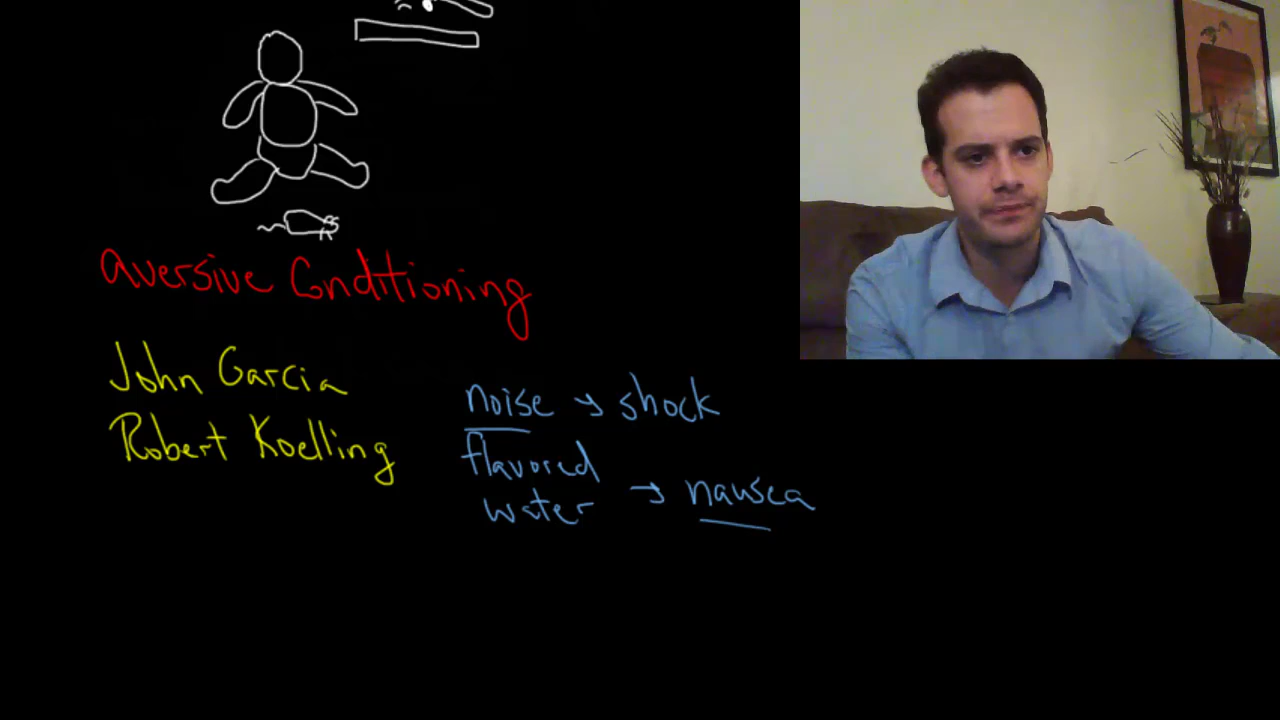 Aversive Conditioning
John Garcia
Robert Koelling
noise → shock
flavored
water → nausea